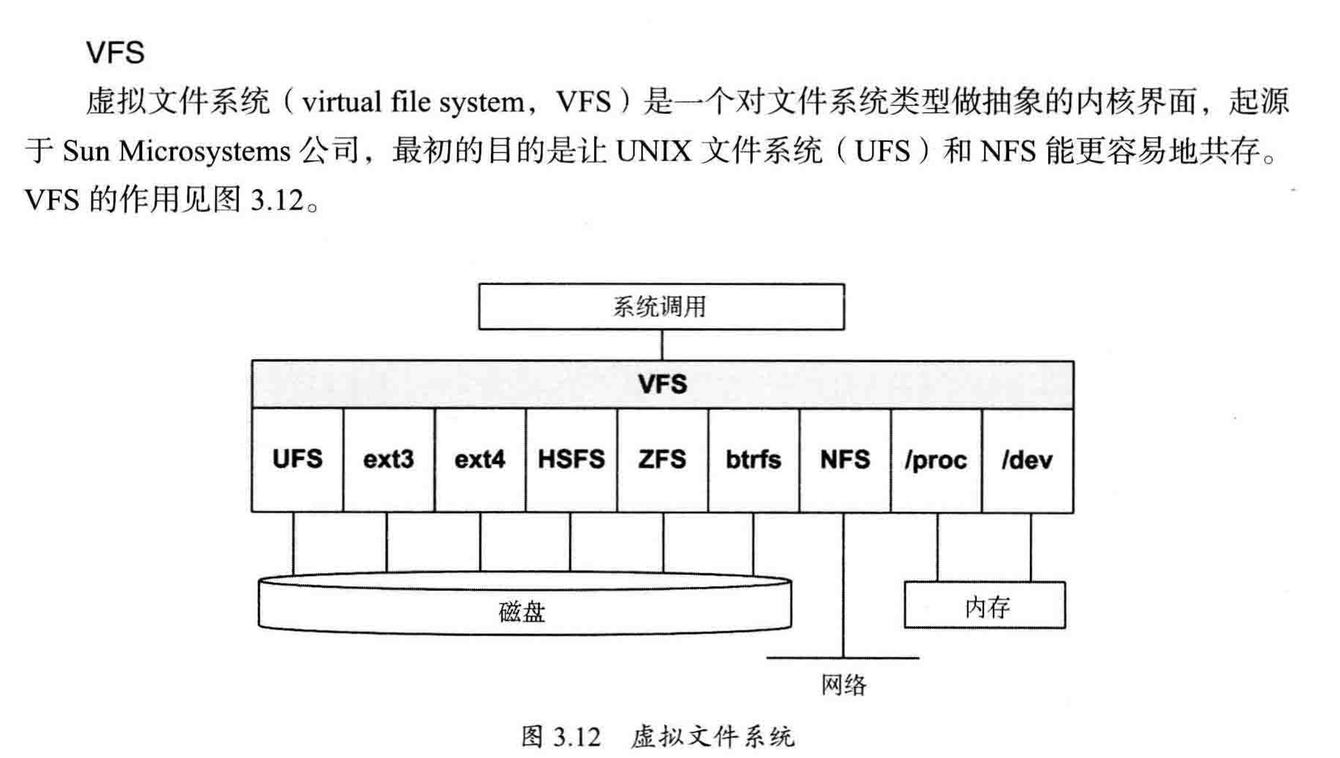 VFS
虚拟文件系统（virtual file system，VFS）是一个对文件系统类型做抽象的内核界面，起源
于 Sun Microsystems 公司，最初的目的是让 UNIX 文件系统（UFS）和 NFS 能更容易地共存。
VFS 的作用见图 3.12。
系统调用
VFS
UFS ext3 ext4 HSFS ZFS btrfs NFS /proc /dev
磁盘
内存
网络
图 3.12 虚拟文件系统